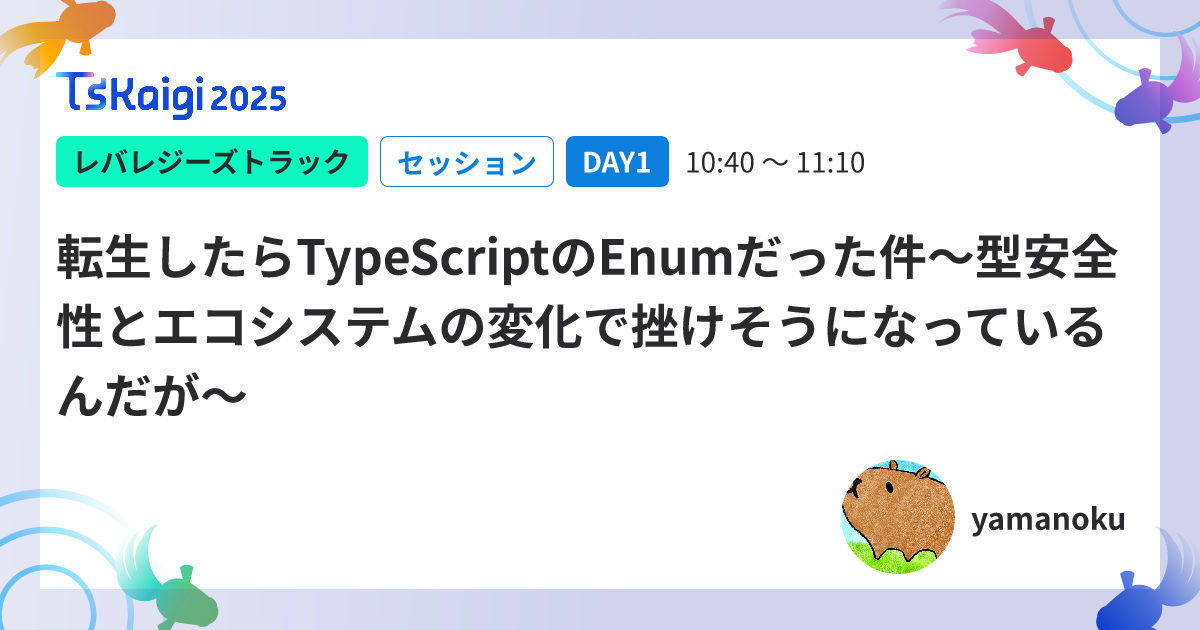 TSKaigi 2025
レバレジーズトラック セッション DAY1 10:40 〜 11:10
転生したらTypeScriptのEnumだった件〜型安全
性とエコシステムの変化で挫けそうになっている
んだが〜
yamanoku